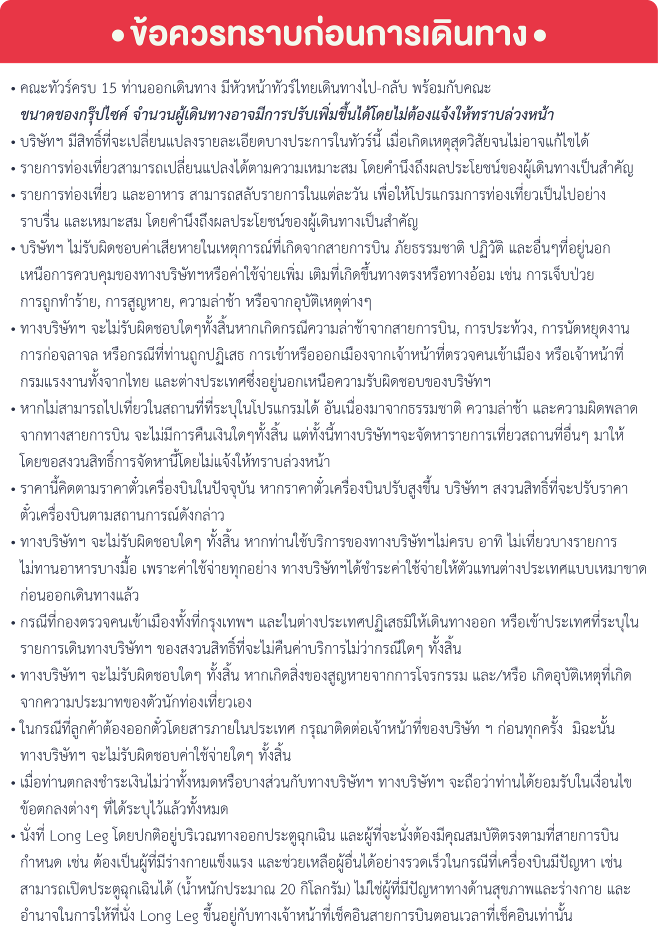 • ข้อควรทราบก่อนการเดินทาง •
• คณะทัวร์ครบ 15 ท่านออกเดินทาง มีหัวหน้าทัวร์ไทยเดินทางไป-กลับ พร้อมกับคณะ
ขนาดของกรุ๊ปไซค์ จำนวนผู้เดินทางอาจมีการปรับเพิ่มขึ้นได้โดยไม่ต้องแจ้งให้ทราบล่วงหน้า
• บริษัทฯ มีสิทธิ์ที่จะเปลี่ยนแปลงรายละเอียดบางประการในทัวร์นี้ เมื่อเกิดเหตุสุดวิสัยจนไม่อาจแก้ไขได้
• รายการท่องเที่ยวสามารถเปลี่ยนแปลงได้ตามความเหมาะสม โดยคำนึงถึงผลประโยชน์ของผู้เดินทางเป็นสำคัญ
• รายการท่องเที่ยว และอาหาร สามารถสลับรายการในแต่ละวัน เพื่อให้โปรแกรมการท่องเที่ยวเป็นไปอย่าง
ราบรื่น และเหมาะสม โดยคำนึงถึงผลประโยชน์ของผู้เดินทางเป็นสำคัญ
• บริษัทฯ ไม่รับผิดชอบค่าเสียหายในเหตุการณ์ที่เกิดจากสายการบิน ภัยธรรมชาติ ปฏิวัติ และอื่นๆที่อยู่นอก
เหนือการควบคุมของทางบริษัทฯหรือค่าใช้จ่ายเพิ่ม เติมที่เกิดขึ้นทางตรงหรือทางอ้อม เช่น การเจ็บป่วย
การถูกทำร้าย, การสูญหาย, ความล่าช้า หรือจากอุบัติเหตุต่างๆ
• ทางบริษัทฯ จะไม่รับผิดชอบใดๆทั้งสิ้นหากเกิดกรณีความล่าช้าจากสายการบิน, การประท้วง, การนัดหยุดงาน
การก่อจลาจล หรือกรณีที่ท่านถูกปฏิเสธ การเข้าหรือออกเมืองจากเจ้าหน้าที่ตรวจคนเข้าเมือง หรือเจ้าหน้าที่
กรมแรงงานทั้งจากไทย และต่างประเทศซึ่งอยู่นอกเหนือความรับผิดชอบของบริษัทฯ
• หากไม่สามารถไปเที่ยวในสถานที่ที่ระบุในโปรแกรมได้ อันเนื่องมาจากธรรมชาติ ความล่าช้า และความผิดพลาด
จากทางสายการบิน จะไม่มีการคืนเงินใดๆทั้งสิ้น แต่ทั้งนี้ทางบริษัทฯจะจัดหารายการเที่ยวสถานที่อื่นๆ มาให้
โดยขอสงวนสิทธิ์การจัดหานี้โดยไม่แจ้งให้ทราบล่วงหน้า
• ราคานี้คิดตามราคาตั๋วเครื่องบินในปัจจุบัน หากราคาตั๋วเครื่องบินปรับสูงขึ้น บริษัทฯ สงวนสิทธิ์ที่จะปรับราคา
ตั๋วเครื่องบินตามสถานการณ์ดังกล่าว
• ทางบริษัทฯ จะไม่รับผิดชอบใดๆ ทั้งสิ้น หากท่านใช้บริการของทางบริษัทฯไม่ครบ อาทิ ไม่เที่ยวบางรายการ
ไม่ทานอาหารบางมื้อ เพราะค่าใช้จ่ายทุกอย่าง ทางบริษัทฯได้ชำระค่าใช้จ่ายให้ตัวแทนต่างประเทศแบบเหมาขาด
ก่อนออกเดินทางแล้ว
• กรณีที่กองตรวจคนเข้าเมืองทั้งที่กรุงเทพฯ และในต่างประเทศปฏิเสธมิให้เดินทางออก หรือเข้าประเทศที่ระบุใน
รายการเดินทางบริษัทฯ ของสงวนสิทธิ์ที่จะไม่คืนค่าบริการไม่ว่ากรณีใดๆ ทั้งสิ้น
• ทางบริษัทฯ จะไม่รับผิดชอบใดๆ ทั้งสิ้น หากเกิดสิ่งของสูญหายจากการโจรกรรม และ/หรือ เกิดอุบัติเหตุที่เกิด
จากความประมาทของตัวนักท่องเที่ยวเอง
• ในกรณีที่ลูกค้าต้องออกตั๋วโดยสารภายในประเทศ กรุณาติดต่อเจ้าหน้าที่ของบริษัท ฯ ก่อนทุกครั้ง มิฉะนั้น
ทางบริษัทฯ จะไม่รับผิดชอบค่าใช้จ่ายใดๆ ทั้งสิ้น
• เมื่อท่านตกลงชำระเงินไม่ว่าทั้งหมดหรือบางส่วนกับทางบริษัทฯ ทางบริษัทฯ จะถือว่าท่านได้ยอมรับในเงื่อนไข
ข้อตกลงต่างๆ ที่ได้ระบุไว้แล้วทั้งหมด
• นั่งที่ Long Leg โดยปกติอยู่บริเวณทางออกประตูฉุกเฉิน และผู้ที่จะนั่งต้องมีคุณสมบัติตรงตามที่สายการบิน
กำหนด เช่น ต้องเป็นผู้ที่มีร่างกายแข็งแรง และช่วยเหลือผู้อื่นได้อย่างรวดเร็วในกรณีที่เครื่องบินมีปัญหา เช่น
สามารถเปิดประตูฉุกเฉินได้ (น้ำหนักประมาณ 20 กิโลกรัม) ไม่ใช่ผู้ที่มีปัญหาทางด้านสุขภาพและร่างกาย และ
อำนาจในการให้ที่นั่ง Long Leg ขึ้นอยู่กับทางเจ้าหน้าที่เช็คอินสายการบินตอนเวลาที่เช็คอินเท่านั้น